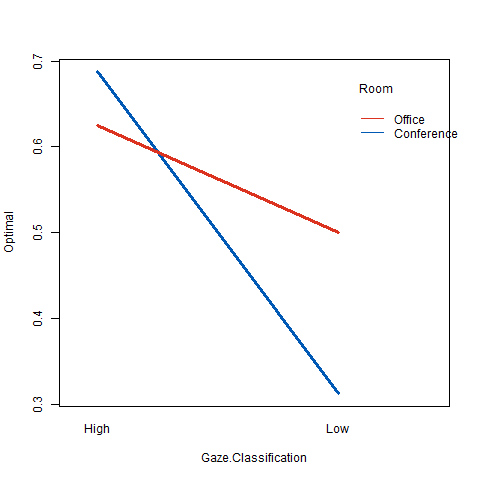 Room
Office
Conference
Optimal
0.7
0.6
0.5
0.4
0.3
High
Low
Gaze.Classification